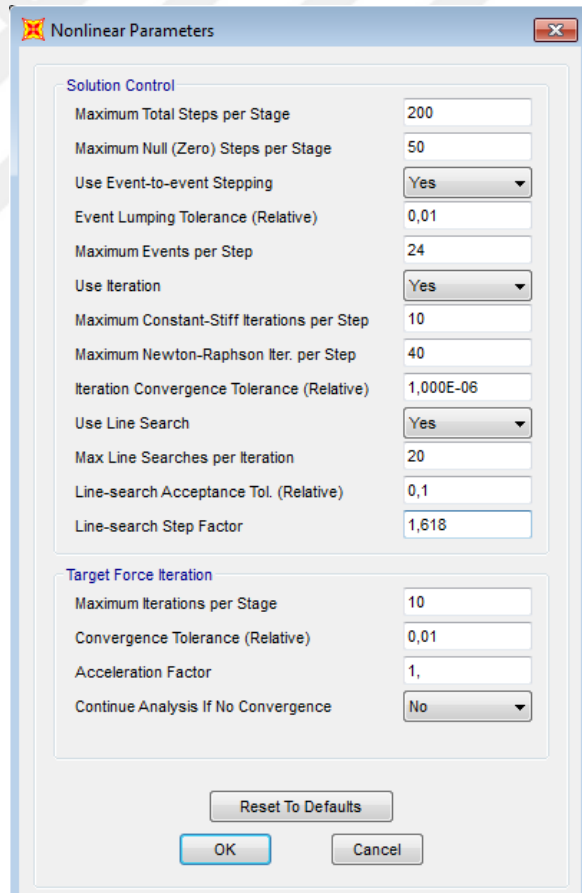 Nonlinear Parameters
Solution Control
Maximum Total Steps per Stage 200
Maximum Null (Zero) Steps per Stage 50
Use Event-to-event Stepping Yes
Event Lumping Tolerance (Relative) 0,01
Maximum Events per Step 24
Use Iteration Yes
Maximum Constant-Stiff Iterations per Step 10
Maximum Newton-Raphson Iter. per Step 40
Iteration Convergence Tolerance (Relative) 1,000E-06
Use Line Search Yes
Max Line Searches per Iteration 20
Line-search Acceptance Tol. (Relative) 0,1
Line-search Step Factor 1,618
Target Force Iteration
Maximum Iterations per Stage 10
Convergence Tolerance (Relative) 0,01
Acceleration Factor 1,
Continue Analysis If No Convergence No
Reset To Defaults
OK Cancel